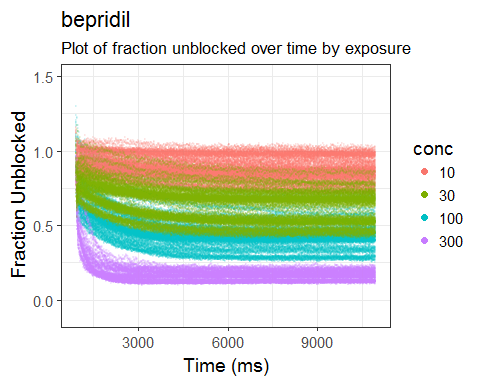 bepridil
Plot of fraction unblocked over time by exposure
1.5
1.0
0.5
0.0
Fraction Unblocked
3000 6000 9000
Time (ms)
conc
10
30
100
300